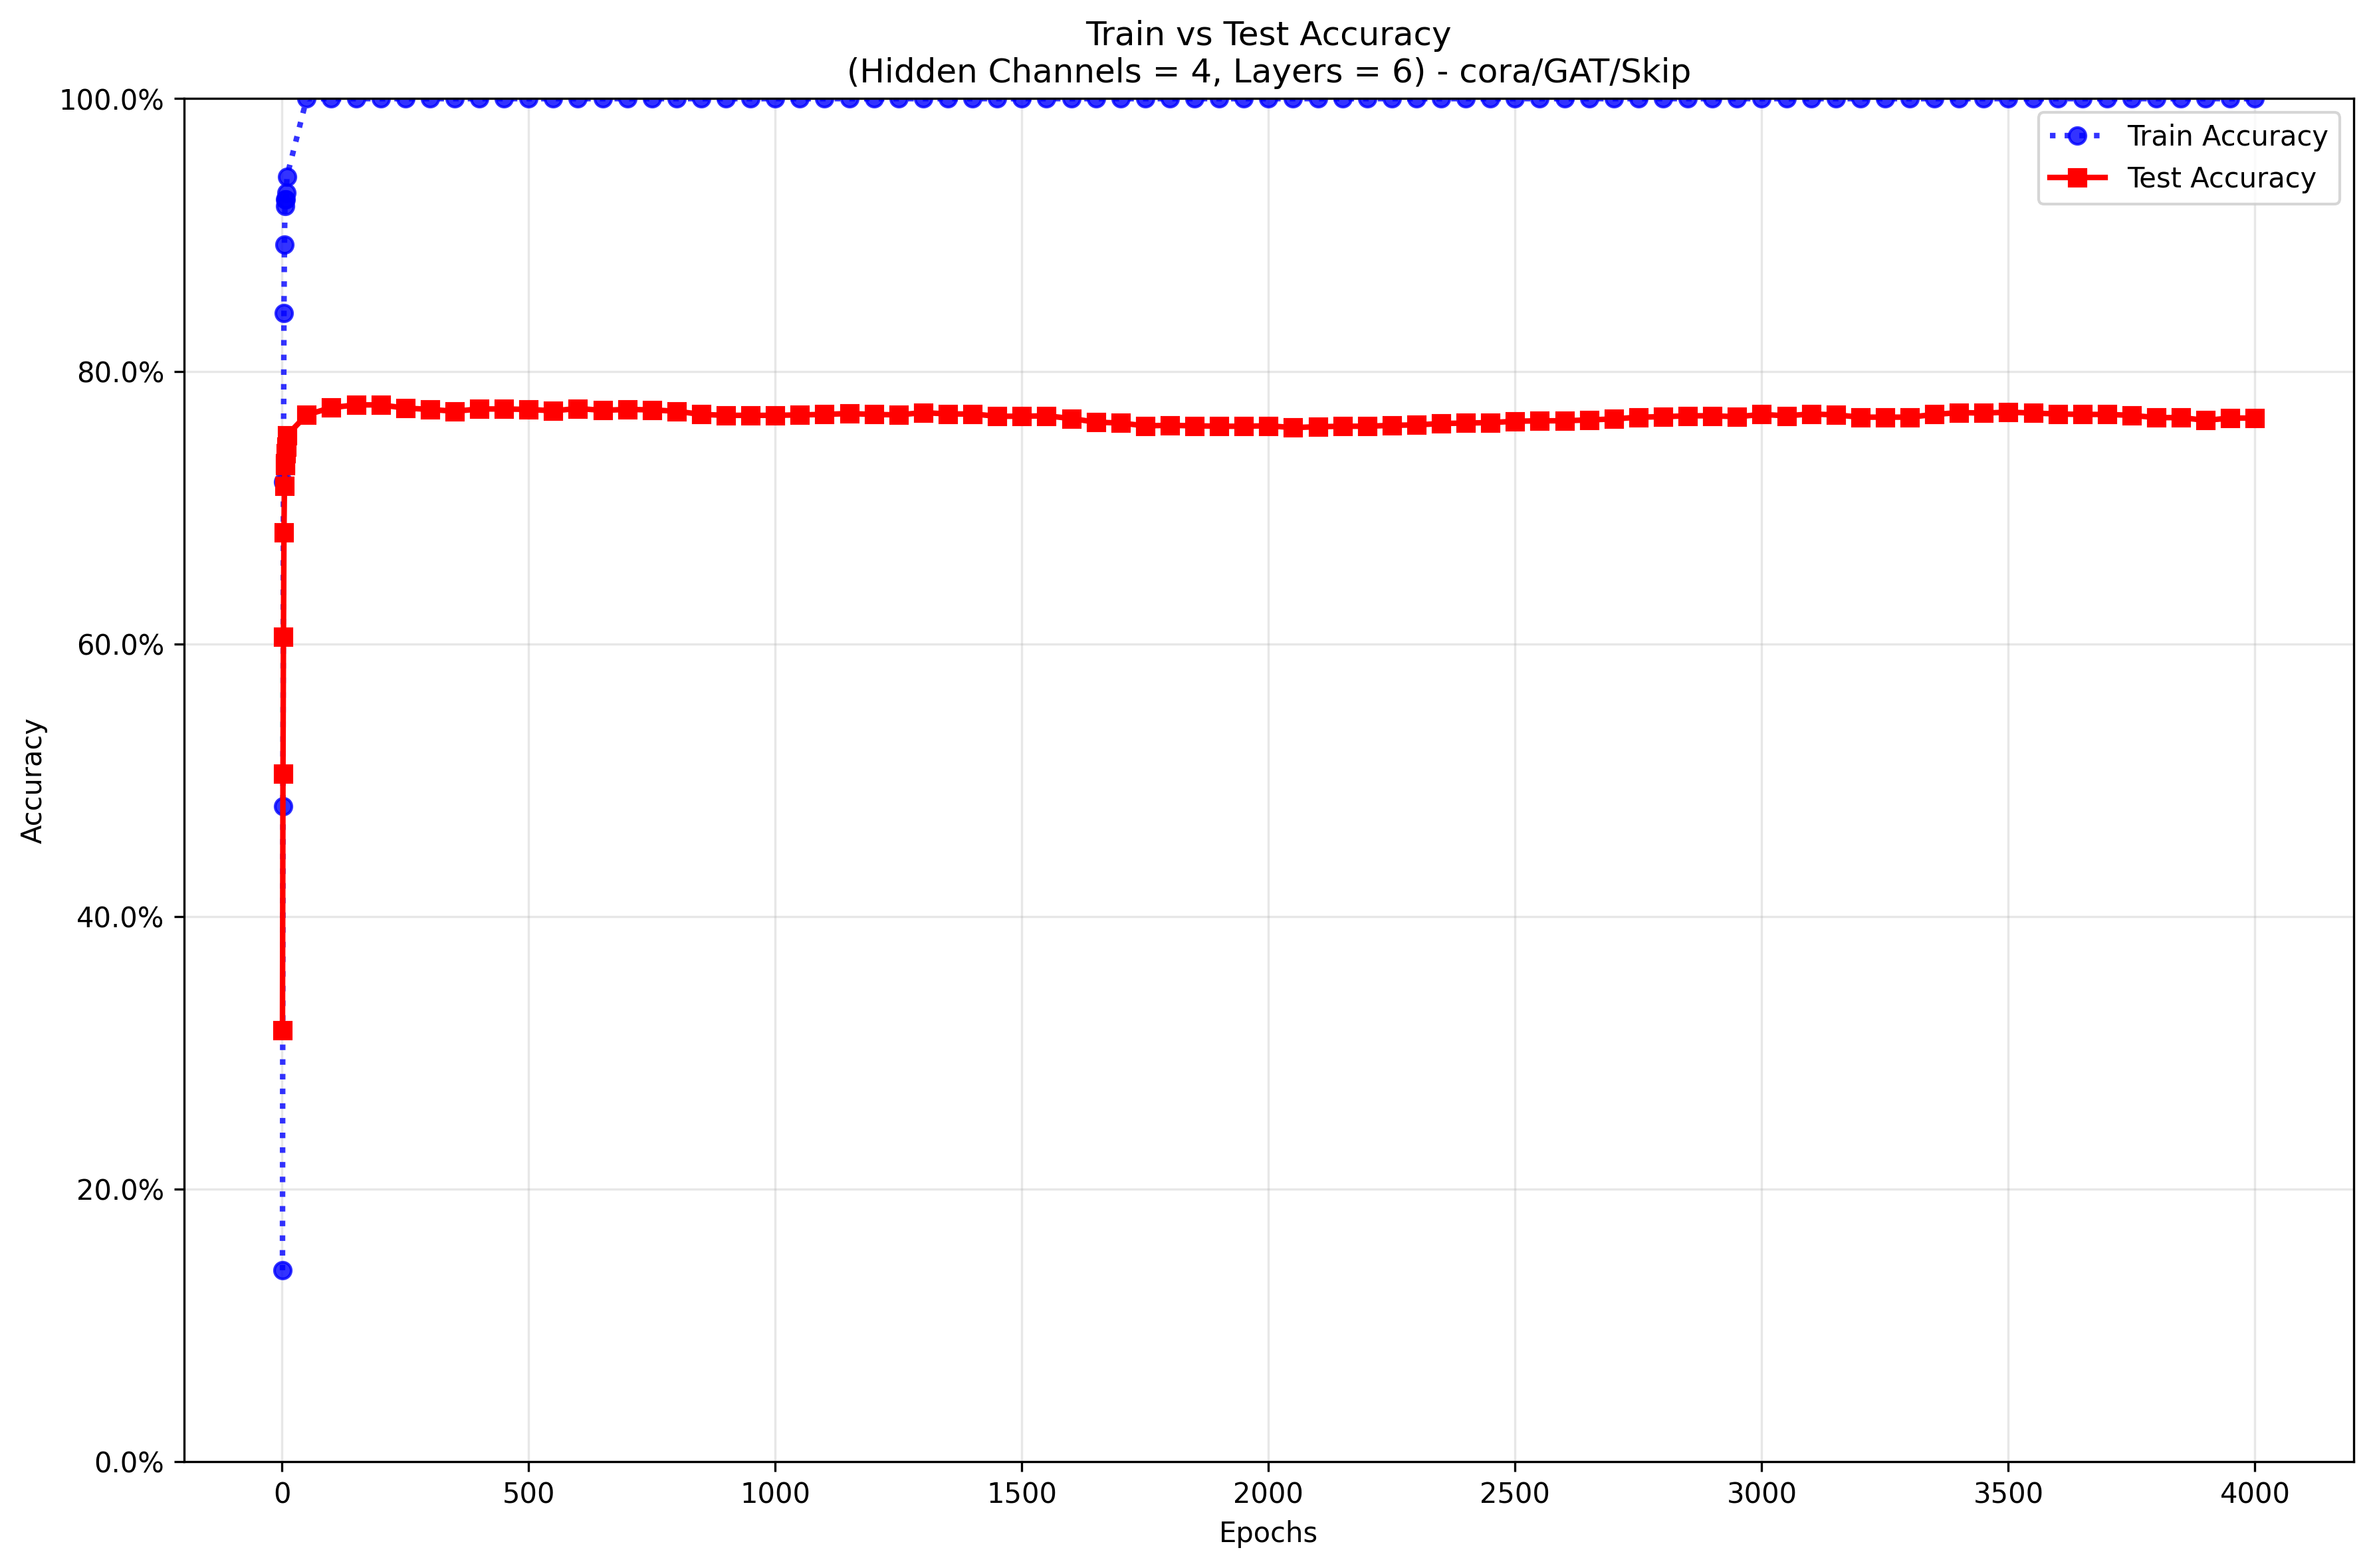 Train vs Test Accuracy
(Hidden Channels = 4, Layers = 6) - cora/GAT/Skip
100.0%
80.0%
60.0%
40.0%
20.0%
0.0%
Accuracy
Train Accuracy
Test Accuracy
0 500 1000 1500 2000 2500 3000 3500 4000
Epochs